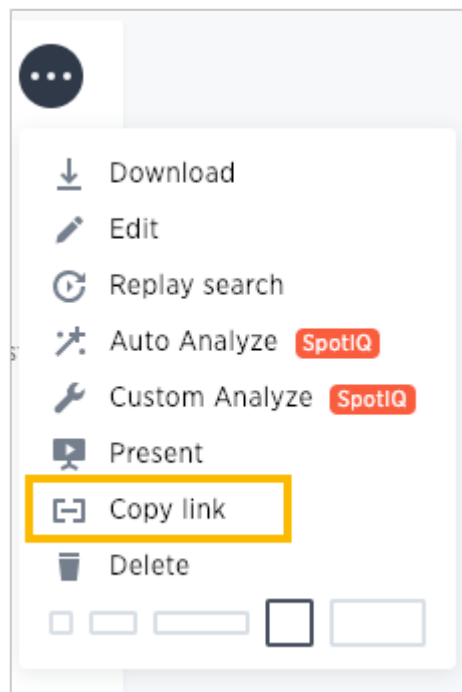 Download
Edit
Replay search
Auto Analyze SpotIQ
Custom Analyze SpotIQ
Present
Copy link
Delete